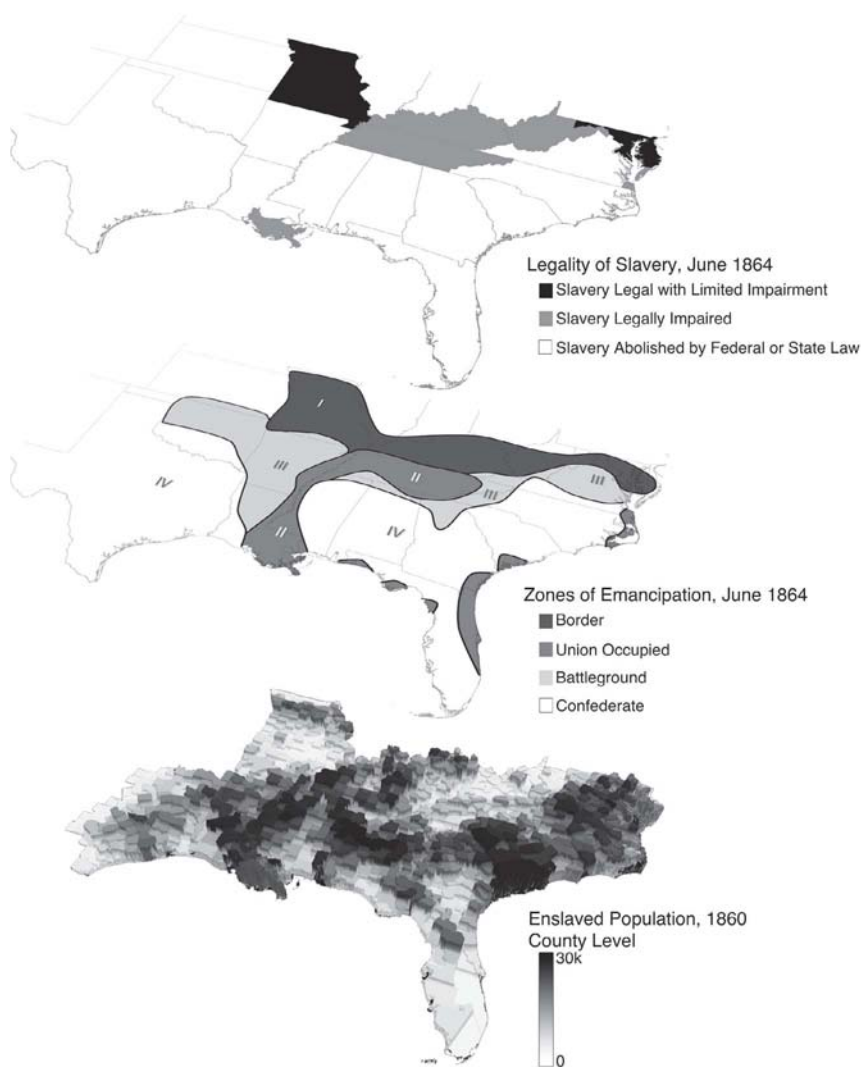 Legality of Slavery, June 1864
Slavery Legal with Limited Impairment
Slavery Legally Impaired
Slavery Abolished by Federal or State Law
I
III
II
III
III
IV
II
IV
Zones of Emancipation, June 1864
Border
Union Occupied
Battleground
Confederate
Enslaved Population, 1860
County Level
30k
0